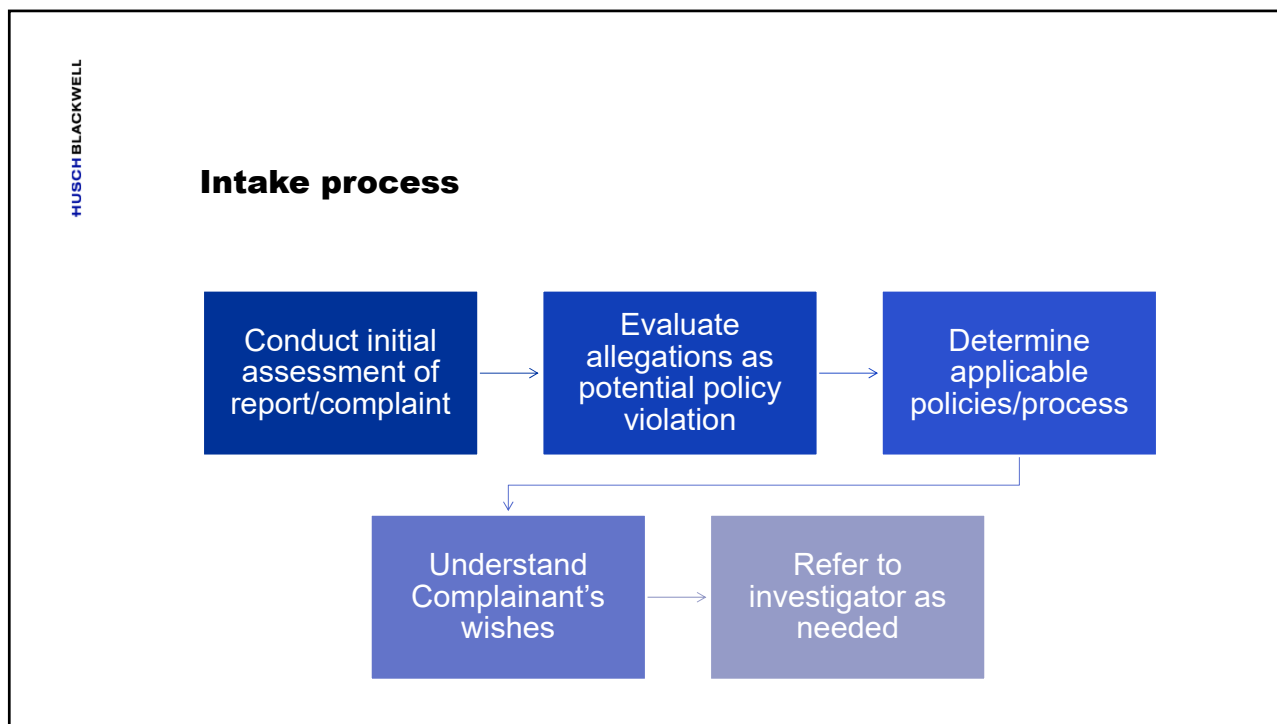 HUSCH BLACKWELL
Intake process
Conduct initial
assessment of
report/complaint
Evaluate
allegations as
potential policy
violation
Determine
applicable
policies/process
Understand
Complainant’s
wishes
Refer to
investigator as
needed